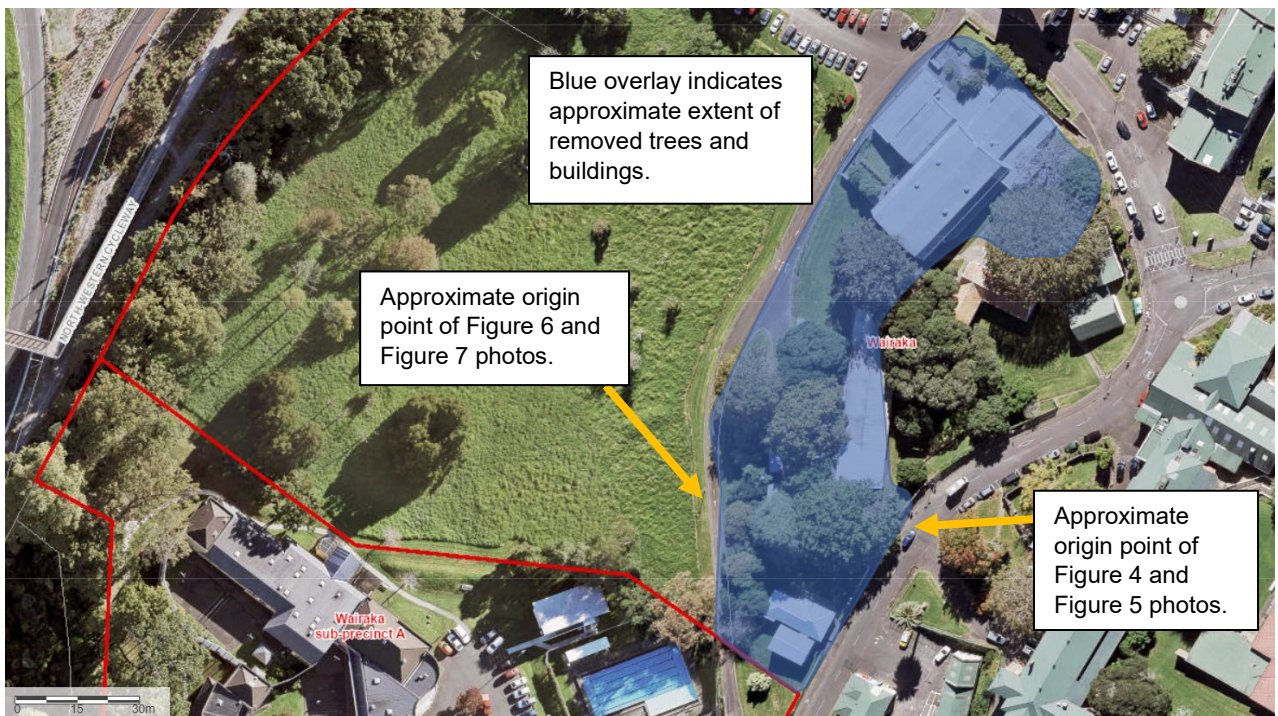 Blue overlay indicates
approximate extent of
removed trees and
buildings.
NORTH-WESTERN CYCLEWAY
Approximate origin
point of Figure 6 and
Figure 7 photos.
Wairaka
Approximate
origin point of
Figure 4 and
Figure 5 photos.
Wairaka
sub-precinct A
0 15 30m